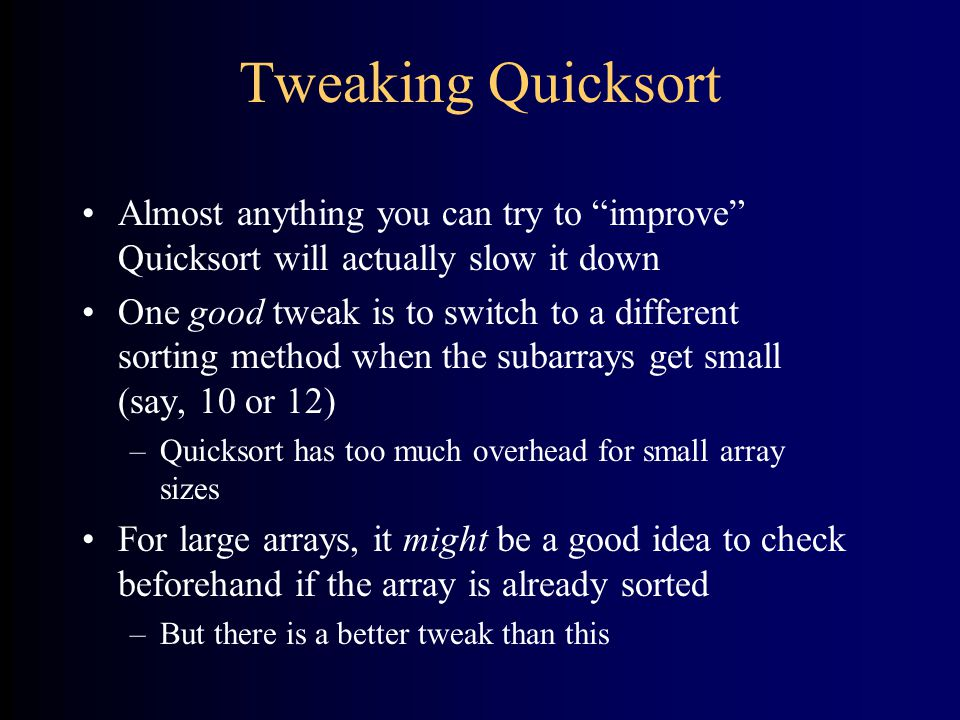 Tweaking Quicksort
• Almost anything you can try to “improve”
Quicksort will actually slow it down
• One good tweak is to switch to a different
sorting method when the subarrays get small
(say, 10 or 12)
– Quicksort has too much overhead for small array
sizes
• For large arrays, it might be a good idea to check
beforehand if the array is already sorted
– But there is a better tweak than this